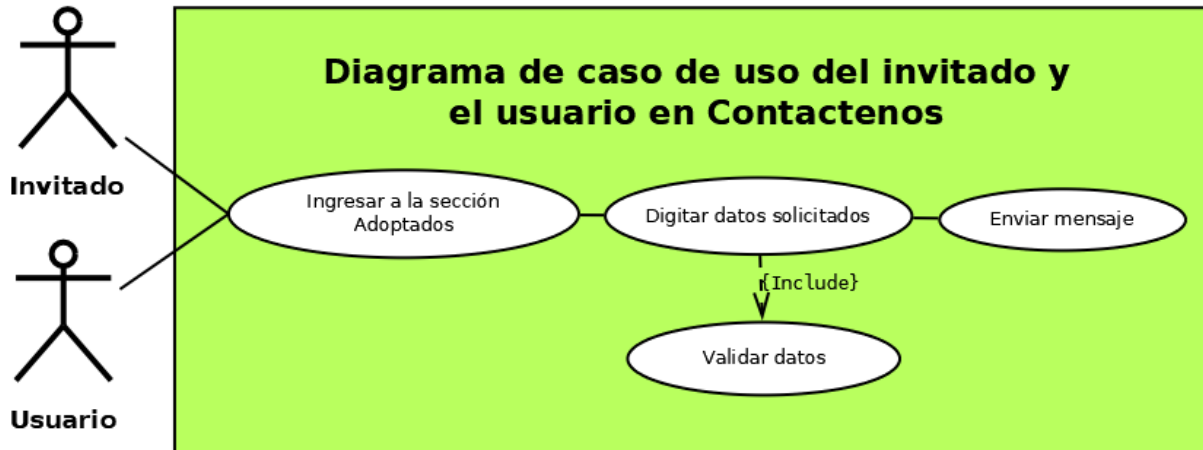 Diagrama de caso de uso del invitado y
el usuario en Contactenos
Invitado
Ingresar a la sección
Adoptados
Digitar datos solicitados
Enviar mensaje
{Include}
Validar datos
Usuario